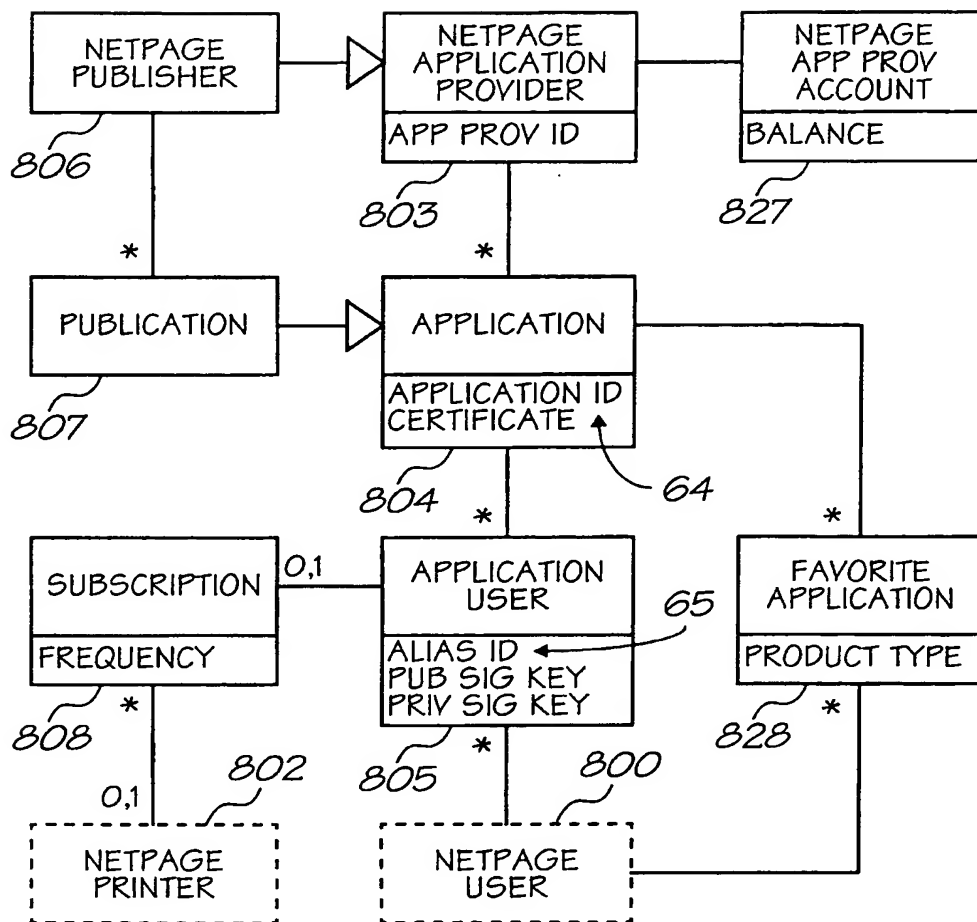 NETPAGE
PUBLISHER
806
NETPAGE
APPLICATION
PROVIDER
APP PROV ID
803
NETPAGE
APP PROV
ACCOUNT
BALANCE
827
*
*
PUBLICATION
807
APPLICATION
APPLICATION ID
CERTIFICATE
804
64
*
*
SUBSCRIPTION
0,1
FREQUENCY
808
*
APPLICATION
USER
65
ALIAS ID
PUB SIG KEY
PRIV SIG KEY
805
*
FAVORITE
APPLICATION
PRODUCT TYPE
828
*
802
0,1
NETPAGE
PRINTER
800
NETPAGE
USER